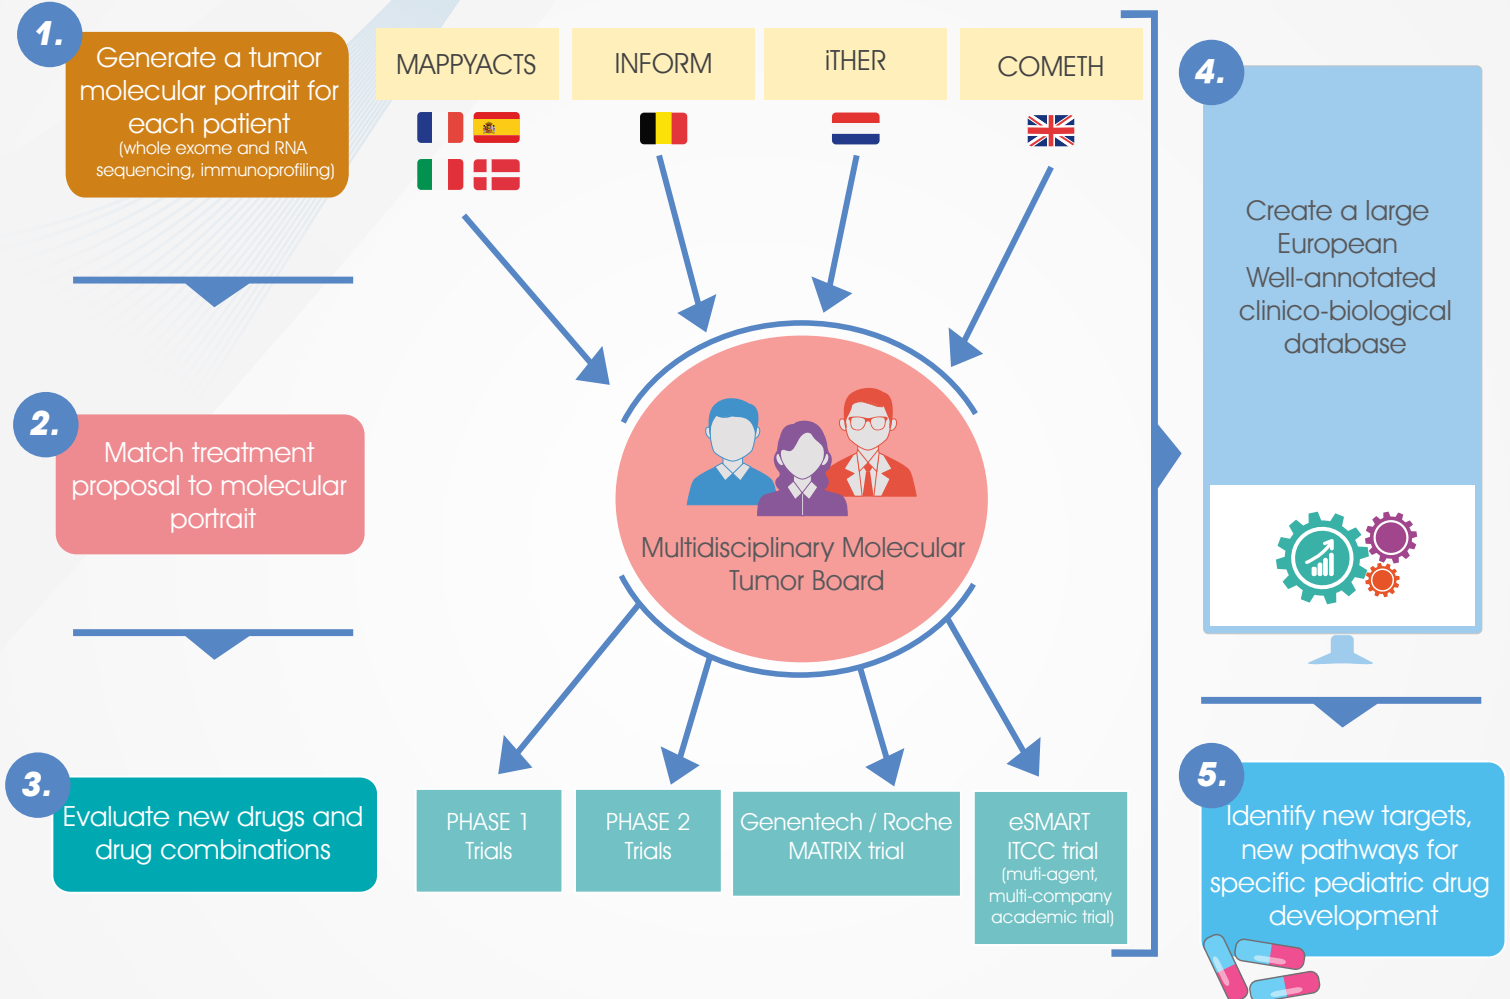 1.
Generate a tumor
molecular portrait for
each patient
(whole exome and RNA
sequencing, immunoprofiling)
MAPPYACTS
INFORM
iTHER
COMETH
2.
Match treatment
proposal to molecular
portrait
Multidisciplinary Molecular
Tumor Board
3.
Evaluate new drugs and
drug combinations
PHASE 1
Trials
PHASE 2
Trials
Genentech / Roche
MATRIX trial
eSMART
ITCC trial
(muti-agent,
multi-company
academic trial)
4.
Create a large
European
Well-annotated
clinico-biological
database
5.
Identify new targets,
new pathways for
specific pediatric drug
development